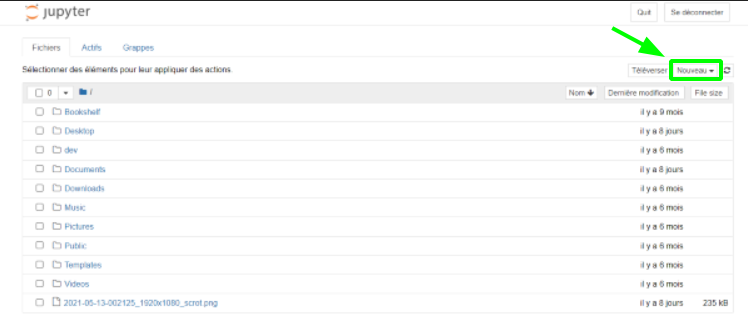 jupyter
Quit Se déconnecter
Fichiers Actifs Grappes
Sélectionner des éléments pour leur appliquer des actions
Téléverser Nouveau
0 / Nom Dernière modification File size
Bookshelf il y a 9 mois
Desktop il y a 8 jours
dev il y a 6 mois
Documents il y a 8 jours
Downloads il y a 6 mois
Music il y a 6 mois
Pictures il y a 6 mois
Public il y a 6 mois
Templates il y a 6 mois
Videos il y a 6 mois
2021-05-13-002125_1920x1080_scrot.png il y a 8 jours 235 kB